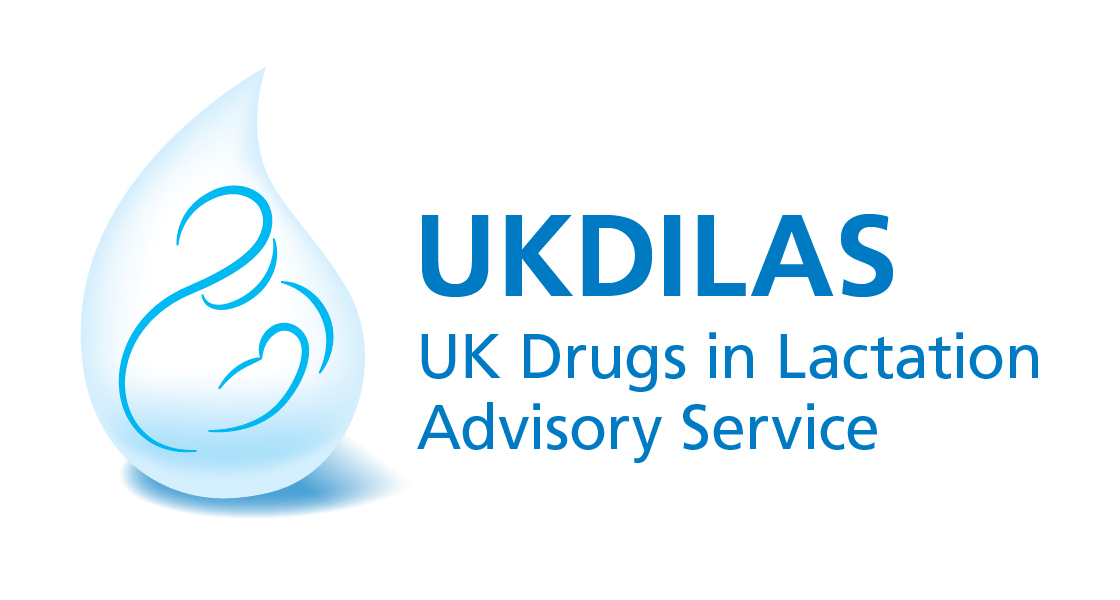 UKDILAS
UK Drugs in Lactation
Advisory Service